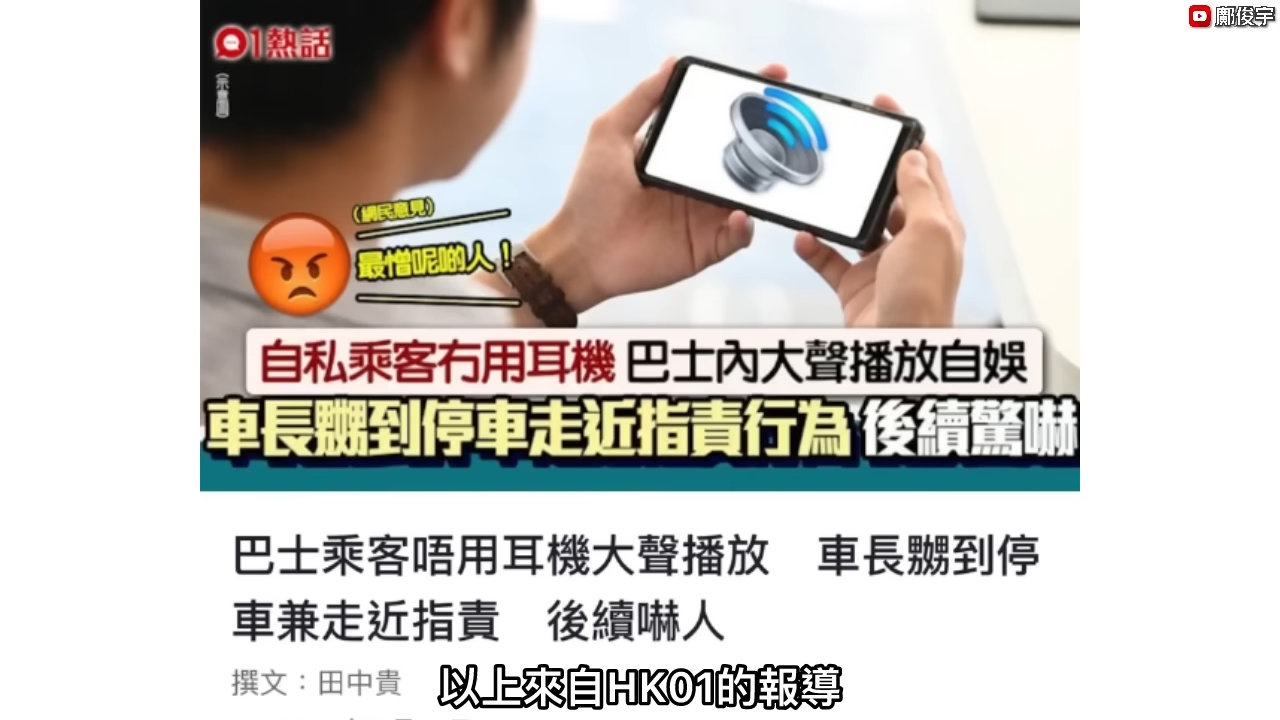 鄺俊宇
01熱話
(示意圖)
(網民意見)
最憎呢啲人！
自私乘客冇用耳機 巴士內大聲播放自娛
車長嬲到停車走近指責行為 後續驚嚇
巴士乘客唔用耳機大聲播放　車長嬲到停
車兼走近指責　後續嚇人
撰文：田中貴
以上來自HK01的報導